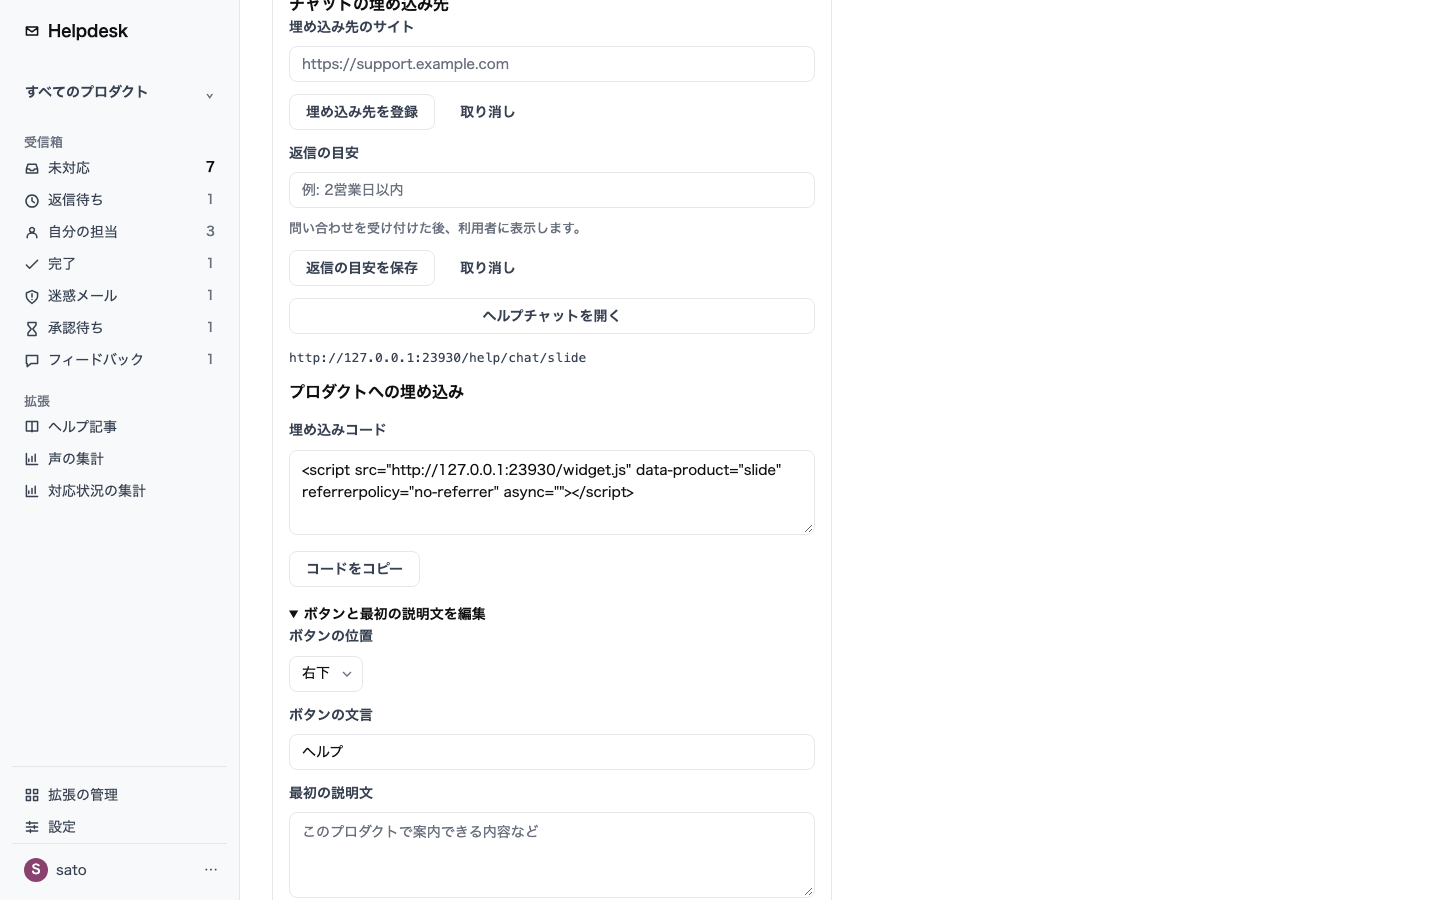 Helpdesk
すべてのプロダクト
受信箱
未対応 7
返信待ち 1
自分の担当 3
完了 1
迷惑メール 1
承認待ち 1
フィードバック 1
拡張
ヘルプ記事
声の集計
対応状況の集計
拡張の管理
設定
S sato ...
チャットの埋め込み先
埋め込み先のサイト
https://support.example.com
埋め込み先を登録 取り消し
返信の目安
例: 2営業日以内
問い合わせを受け付けた後、利用者に表示します。
返信の目安を保存 取り消し
ヘルプチャットを開く
http://127.0.0.1:23930/help/chat/slide
プロダクトへの埋め込み
埋め込みコード
<script src="http://127.0.0.1:23930/widget.js" data-product="slide"
referrerpolicy="no-referrer" async=""></script>
コードをコピー
▼ ボタンと最初の説明文を編集
ボタンの位置
右下
ボタンの文言
ヘルプ
最初の説明文
このプロダクトで案内できる内容など